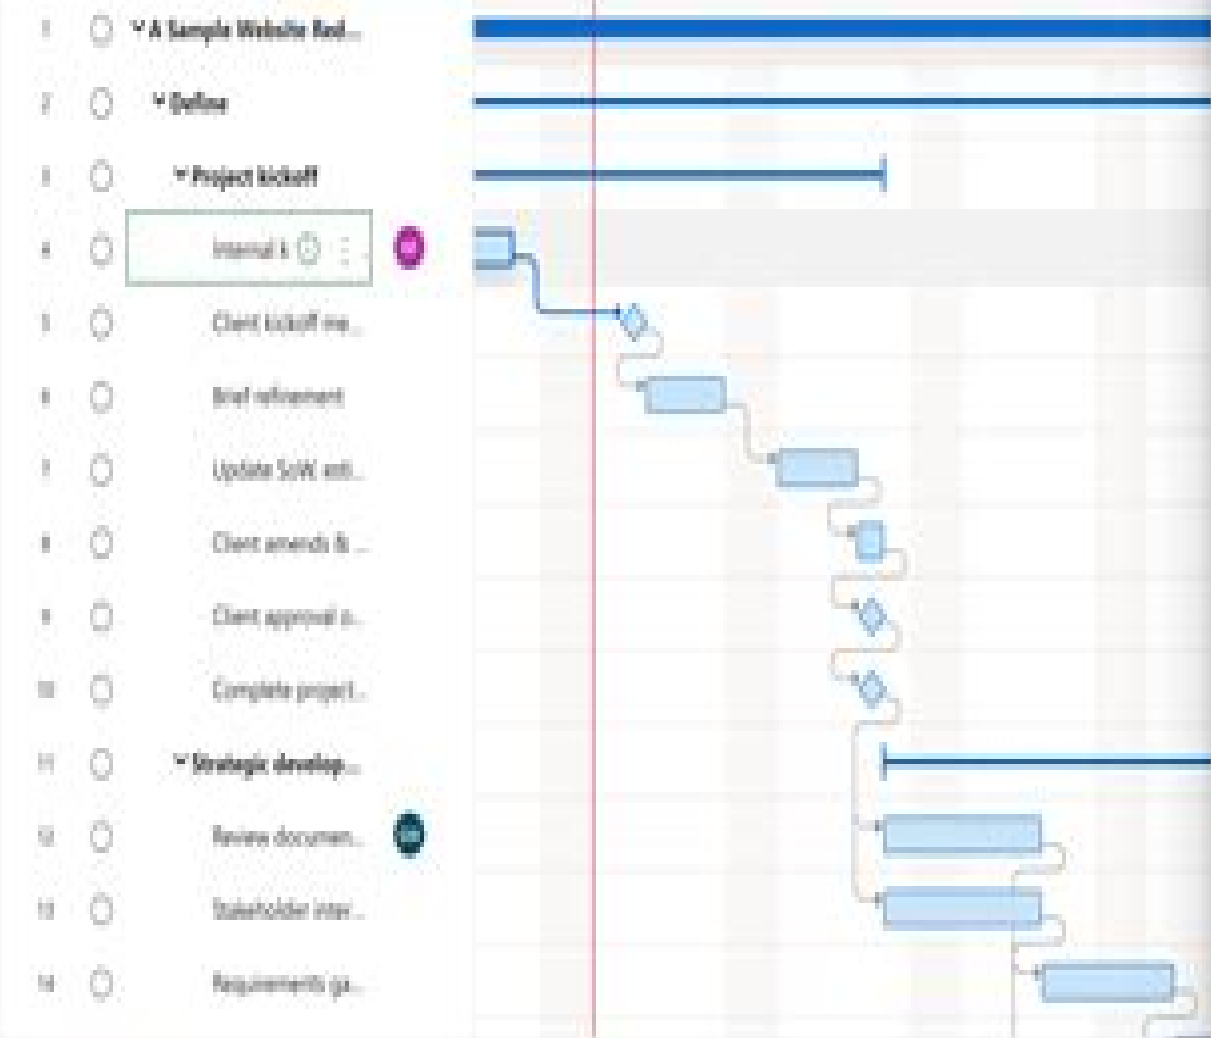 1 A Sample Website Red...
2 Define
3 Project kickoff
4 Internal k
5 Client kickoff me...
6 Brief refinement
7 Update SoW, esti...
8 Client amends & ...
9 Client approval o...
10 Complete project...
11 Strategic develop...
12 Review documen...
13 Stakeholder inter...
14 Requirements ga...